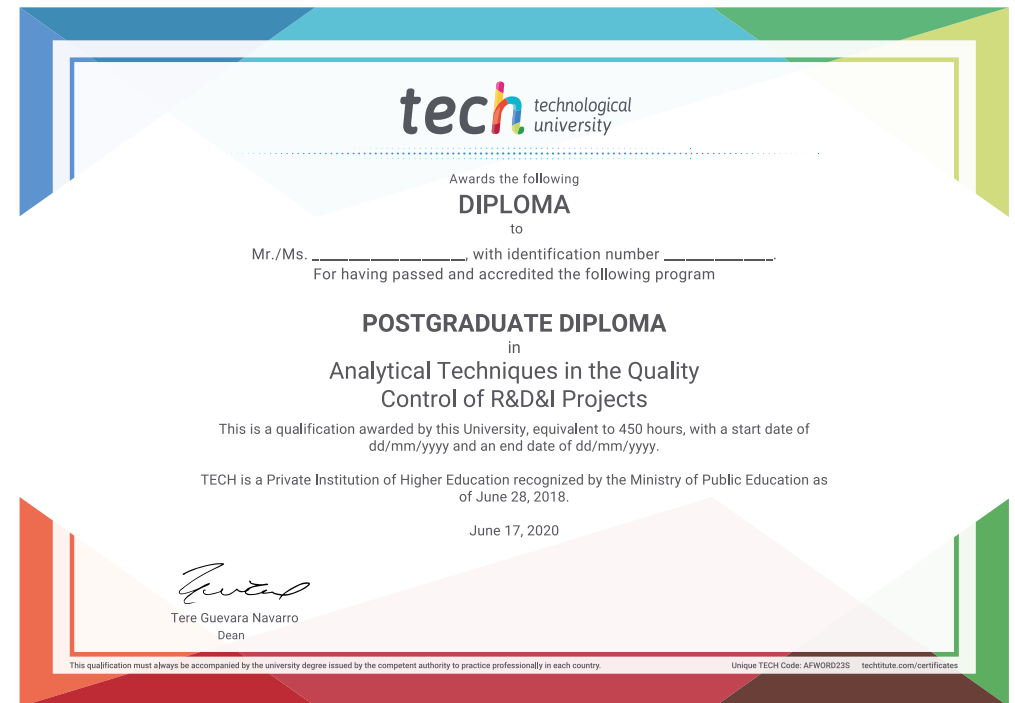 tech technological
university
Awards the following
DIPLOMA
to
Mr./Ms. ____________________, with identification number ______________.
For having passed and accredited the following program
POSTGRADUATE DIPLOMA
in
Analytical Techniques in the Quality
Control of R&D&I Projects
This is a qualification awarded by this University, equivalent to 450 hours, with a start date of
dd/mm/yyyy and an end date of dd/mm/yyyy.
TECH is a Private Institution of Higher Education recognized by the Ministry of Public Education as
of June 28, 2018.
June 17, 2020
Tere Guevara Navarro
Dean
This qualification must always be accompanied by the university degree issued by the competent authority to practice professionally in each country.
Unique TECH Code: AFWORD23S techtitute.com/certificates